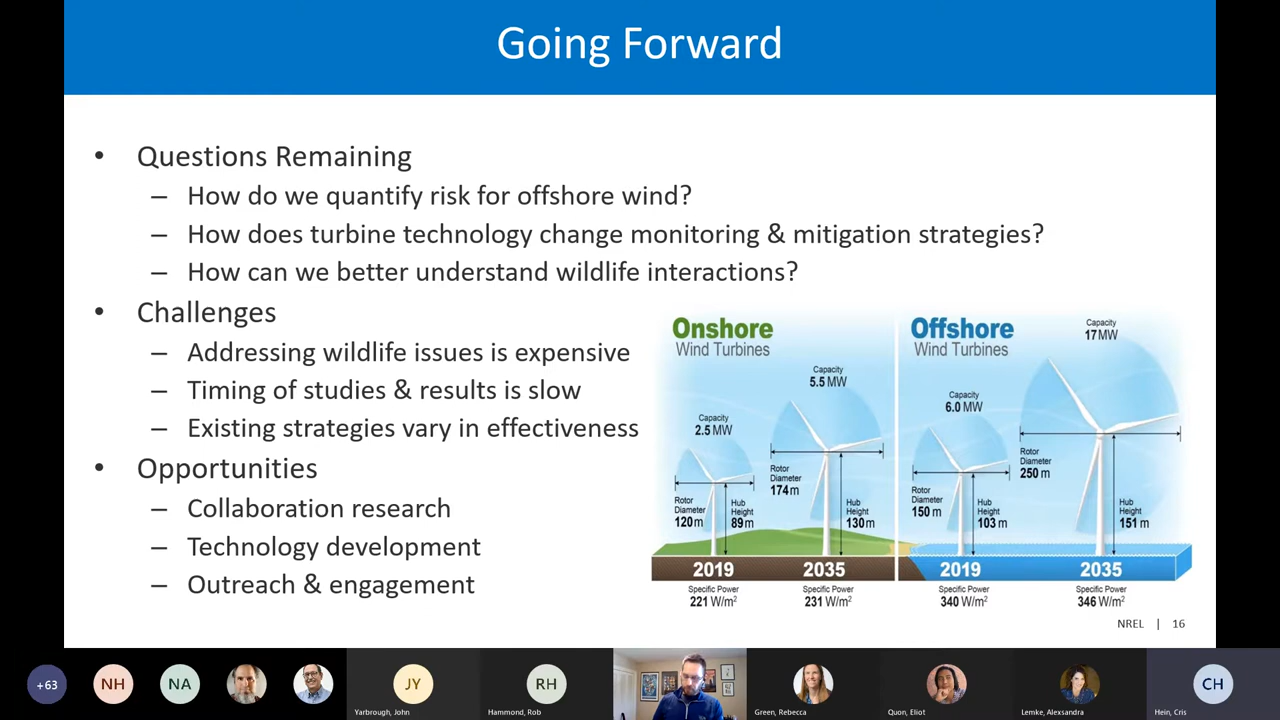 Going Forward
• Questions Remaining
– How do we quantify risk for offshore wind?
– How does turbine technology change monitoring & mitigation strategies?
– How can we better understand wildlife interactions?
• Challenges
– Addressing wildlife issues is expensive
– Timing of studies & results is slow
– Existing strategies vary in effectiveness
• Opportunities
– Collaboration research
– Technology development
– Outreach & engagement
Onshore
Wind Turbines
Capacity
2.5 MW
Rotor
Diameter
120 m
Hub
Height
89 m
2019
Specific Power
221 W/m²
Capacity
5.5 MW
Rotor
Diameter
174 m
Hub
Height
130 m
2035
Specific Power
231 W/m²
Offshore
Wind Turbines
Capacity
6.0 MW
Rotor
Diameter
150 m
Hub
Height
103 m
2019
Specific Power
340 W/m²
Capacity
17 MW
Rotor
Diameter
250 m
Hub
Height
151 m
2035
Specific Power
346 W/m²
NREL | 16
+63
NH
NA
JY
Yarbrough, John
RH
Hammond, Rob
Green, Rebecca
Quon, Eliot
Lemke, Alexsandra
CH
Hein, Cris